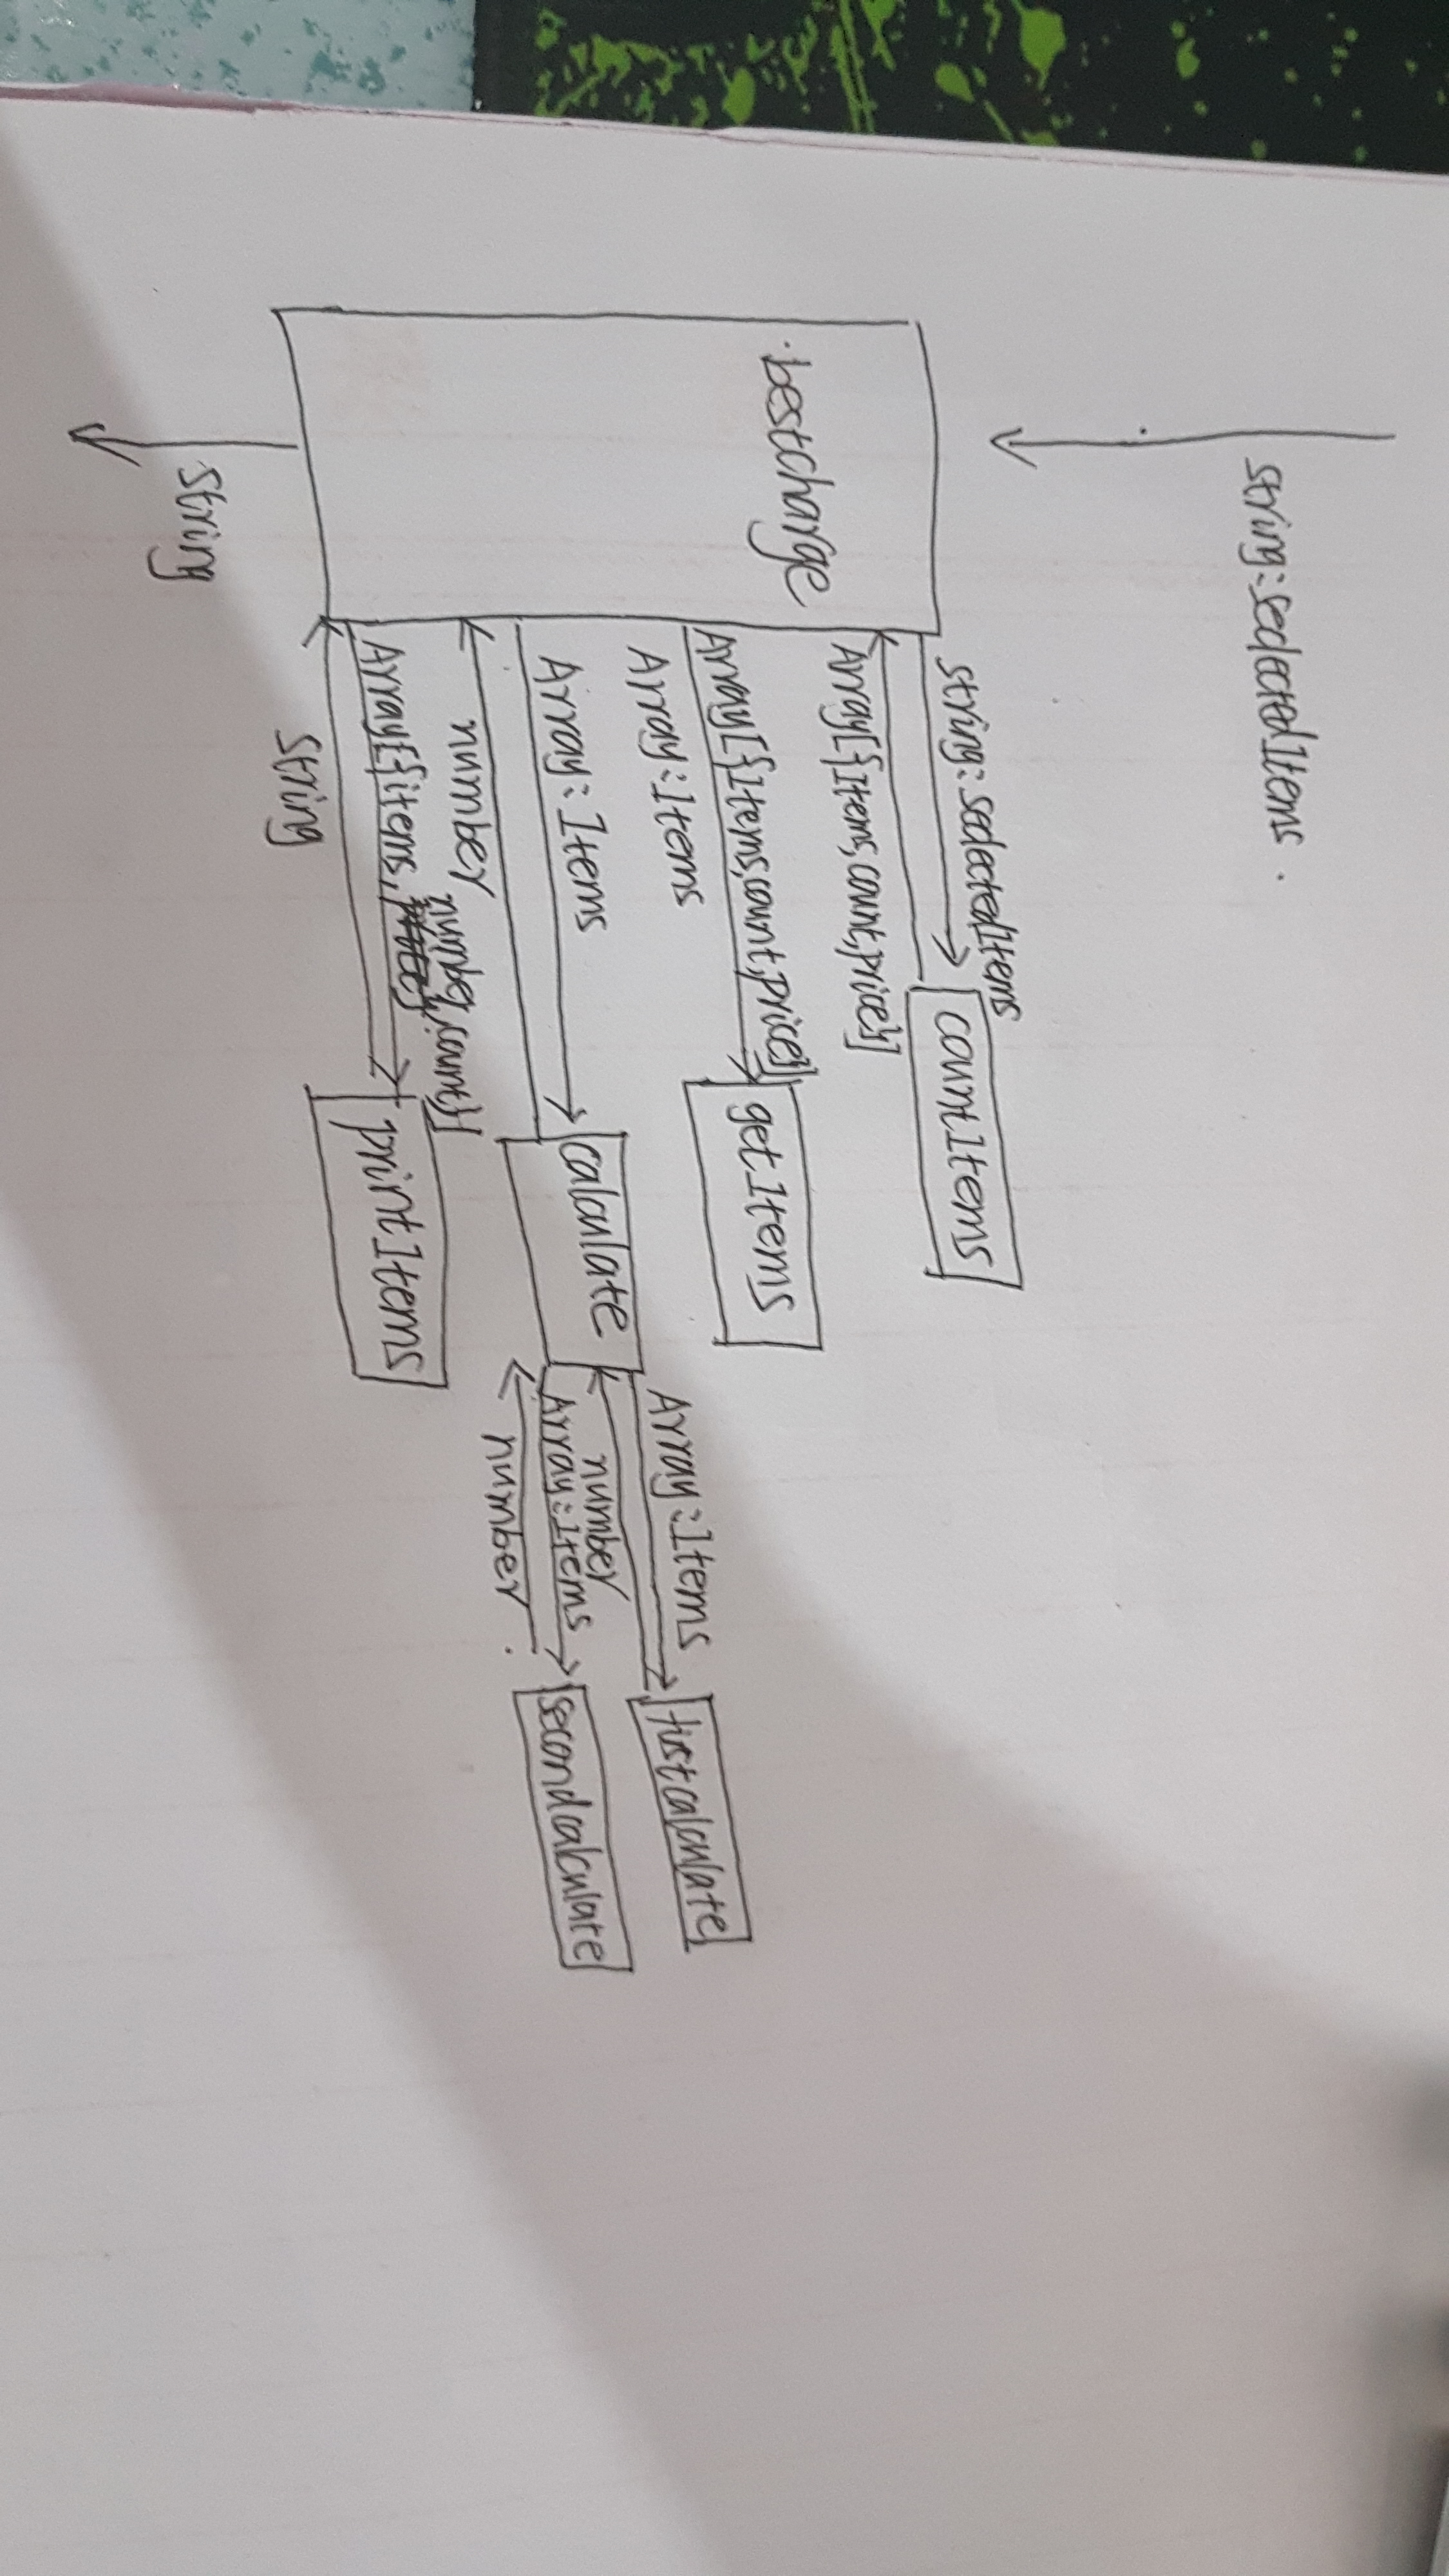 string:seclectedItems.
bestcharge
string:seclectedItems
countItems
Array[{Items,count,price}]
Array[{Items,count,price}]
getItems
Array:Items
Array:Items
calculate
number
Array:Items
firstcalculate
number
Array:Items
secondcalculate
number.
number,count}]
Array[{items,
printItems
String
String